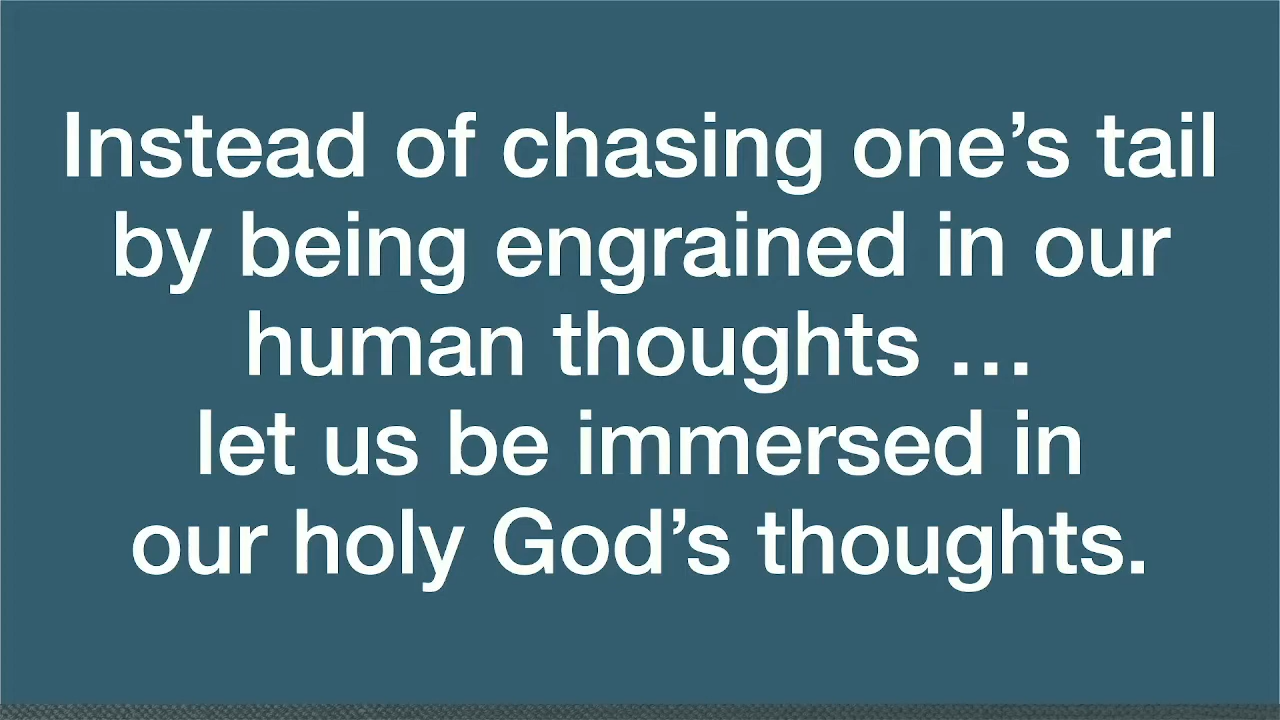 Instead of chasing one’s tail
by being engrained in our
human thoughts …
let us be immersed in
our holy God’s thoughts.